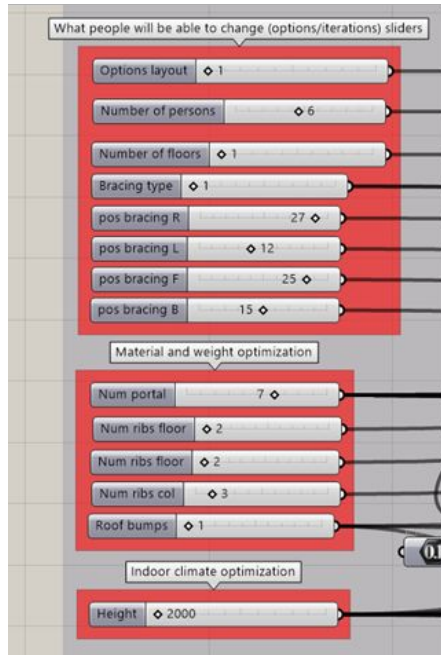 What people will be able to change (options/iterations) sliders
Options layout 1
Number of persons 6
Number of floors 1
Bracing type 1
pos bracing R 27
pos bracing L 12
pos bracing F 25
pos bracing B 15
Material and weight optimization
Num portal 7
Num ribs floor 2
Num ribs floor 2
Num ribs col 3
Roof bumps 1
Indoor climate optimization
Height 2000